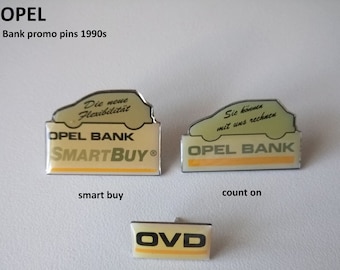 OPEL
Bank promo pins 1990s
Die neue
Flexibilität
OPEL BANK
SMARTBUY®
Sie können
mit uns rechnen
OPEL BANK
smart buy
count on
OVD